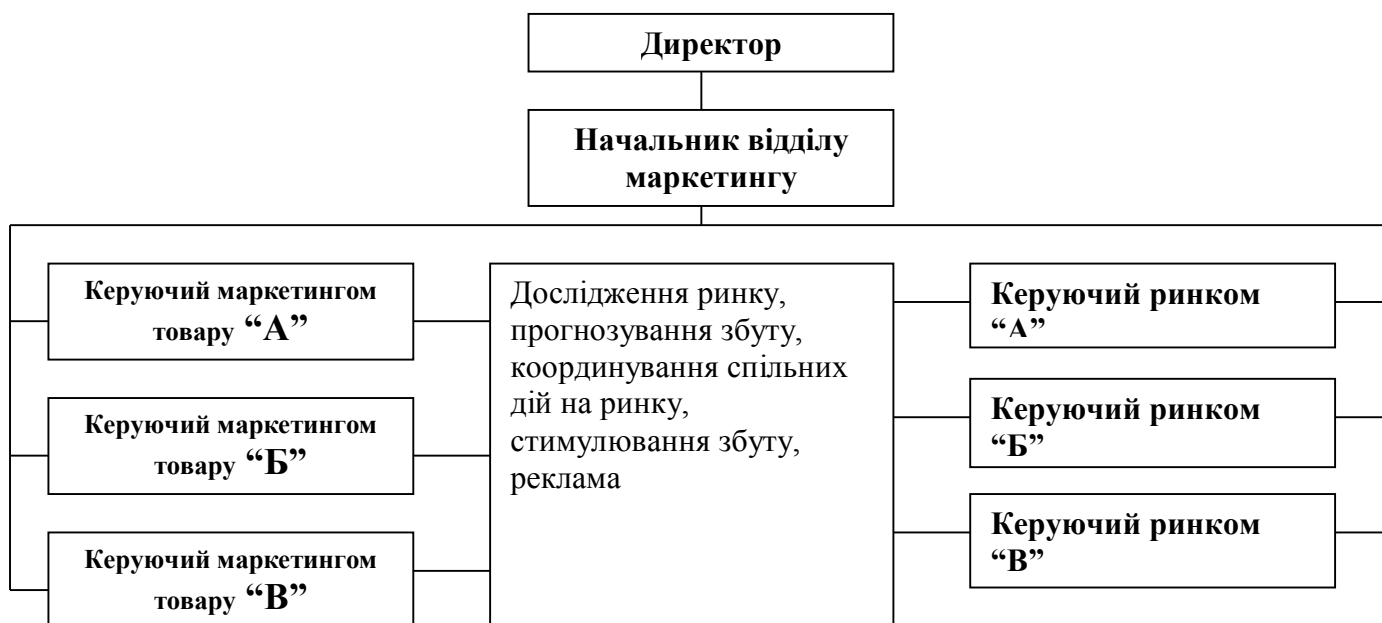 Директор
Начальник відділу
маркетингу
Керуючий маркетингом
товару “А”
Керуючий маркетингом
товару “Б”
Керуючий маркетингом
товару “В”
Дослідження ринку,
прогнозування збуту,
координування спільних
дій на ринку,
стимулювання збуту,
реклама
Керуючий ринком
“А”
Керуючий ринком
“Б”
Керуючий ринком
“В”